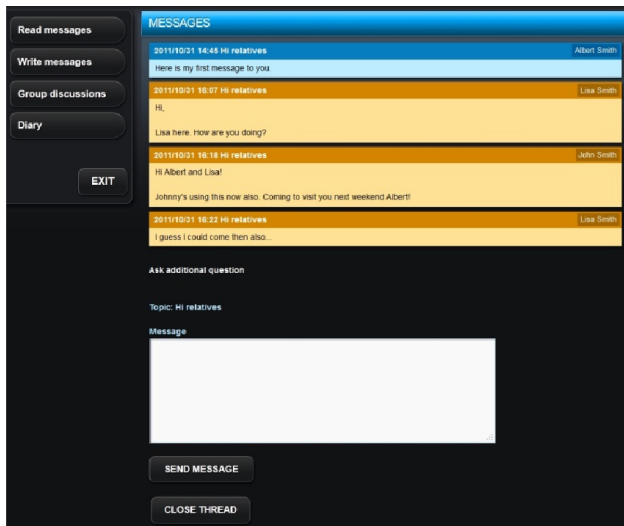 Read messages
Write messages
Group discussions
Diary
EXIT
MESSAGES
2011/10/31 14:45 Hi relatives Albert Smith
Here is my first message to you.
2011/10/31 16:07 Hi relatives Lisa Smith
Hi,
Lisa here. How are you doing?
2011/10/31 16:18 Hi relatives John Smith
Hi Albert and Lisa!
Johnny's using this now also. Coming to visit you next weekend Albert!
2011/10/31 16:22 Hi relatives Lisa Smith
I guess I could come then also...
Ask additional question
Topic: Hi relatives
Message
SEND MESSAGE
CLOSE THREAD